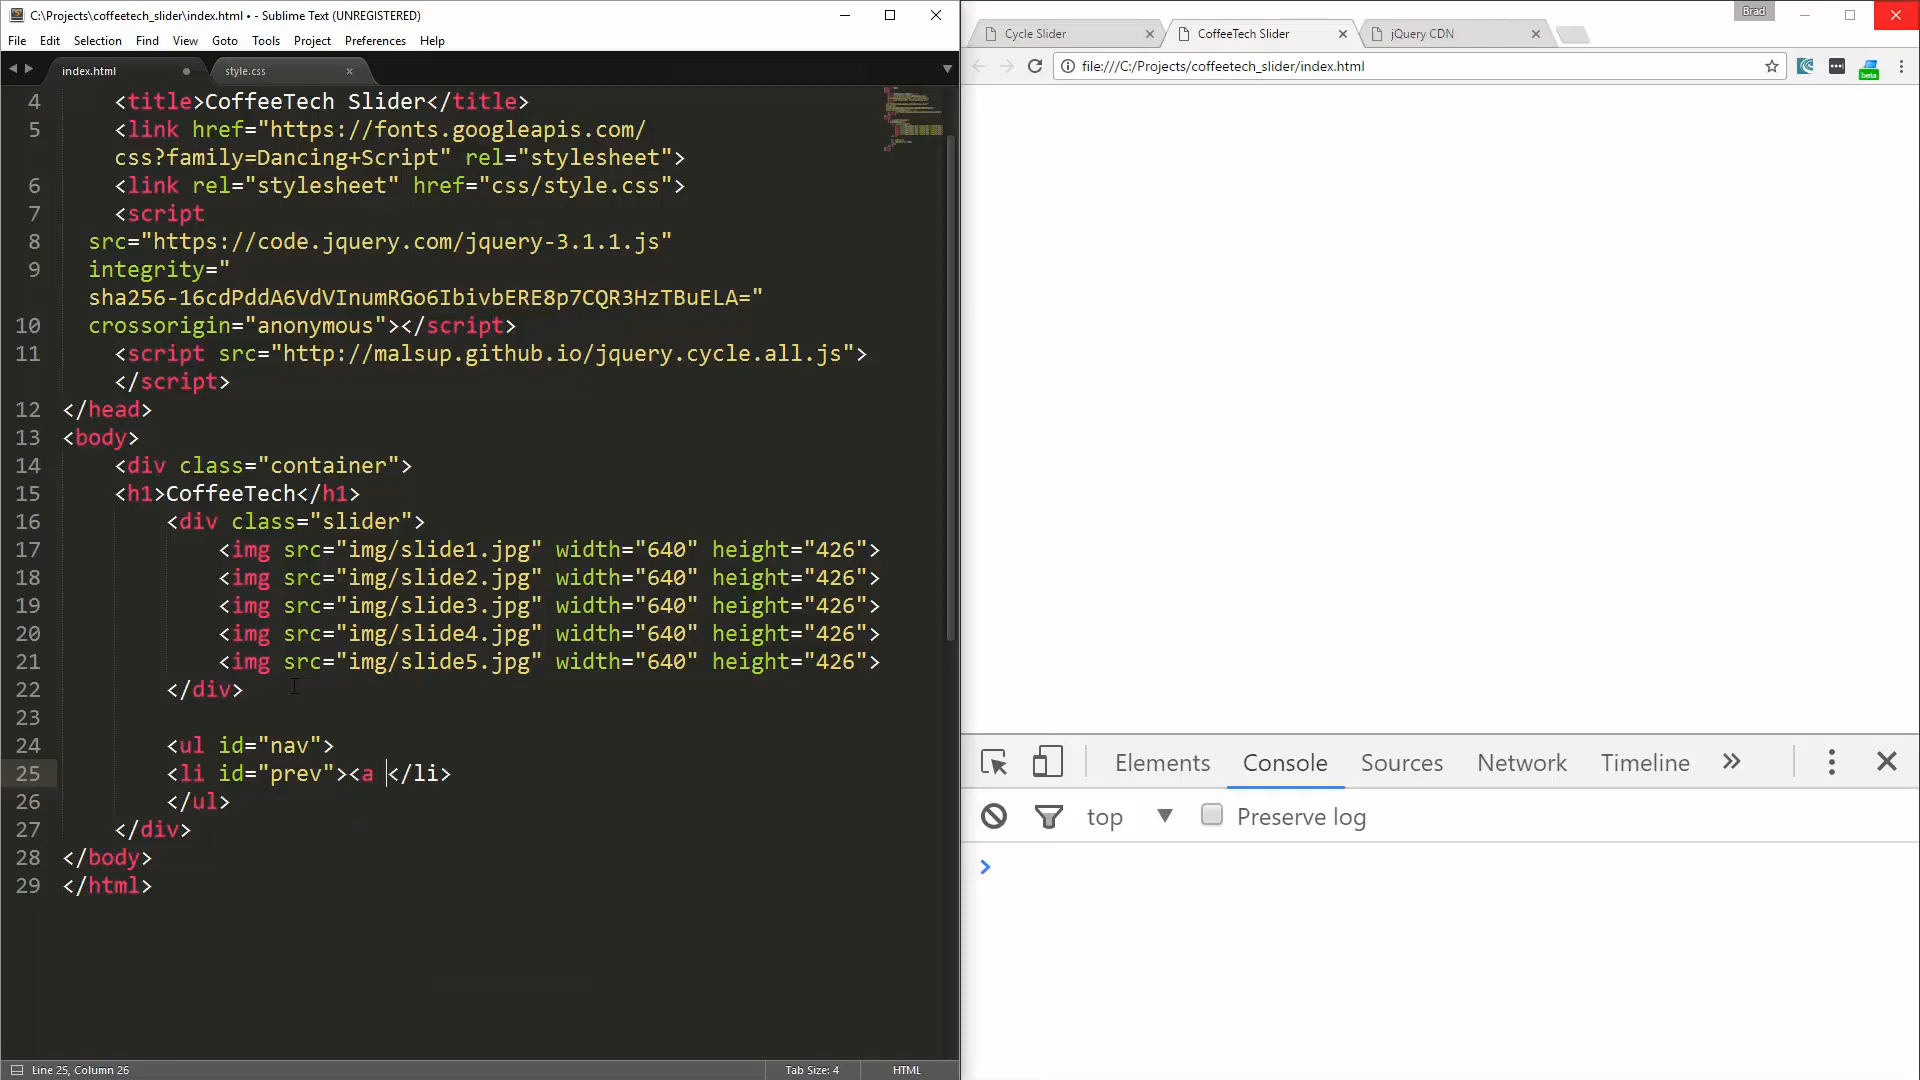 C:\Projects\coffeetech_slider\index.html • - Sublime Text (UNREGISTERED)
File Edit Selection Find View Goto Tools Project Preferences Help
index.html
style.css
4 <title>CoffeeTech Slider</title>
5 <link href="https://fonts.googleapis.com/
css?family=Dancing+Script" rel="stylesheet">
6 <link rel="stylesheet" href="css/style.css">
7 <script
8 src="https://code.jquery.com/jquery-3.1.1.js"
9 integrity="
sha256-16cdPddA6VdVInumRGo6IbivbERE8p7CQR3HzTBuELA="
10 crossorigin="anonymous"></script>
11 <script src="http://malsup.github.io/jquery.cycle.all.js">
</script>
12 </head>
13 <body>
14 <div class="container">
15 <h1>CoffeeTech</h1>
16 <div class="slider">
17 <img src="img/slide1.jpg" width="640" height="426">
18 <img src="img/slide2.jpg" width="640" height="426">
19 <img src="img/slide3.jpg" width="640" height="426">
20 <img src="img/slide4.jpg" width="640" height="426">
21 <img src="img/slide5.jpg" width="640" height="426">
22 </div>
23
24 <ul id="nav">
25 <li id="prev"><a </li>
26 </ul>
27 </div>
28 </body>
29 </html>
Line 25, Column 26
Tab Size: 4
HTML
Brad
Cycle Slider
CoffeeTech Slider
jQuery CDN
file:///C:/Projects/coffeetech_slider/index.html
beta
Elements Console Sources Network Timeline
top
Preserve log